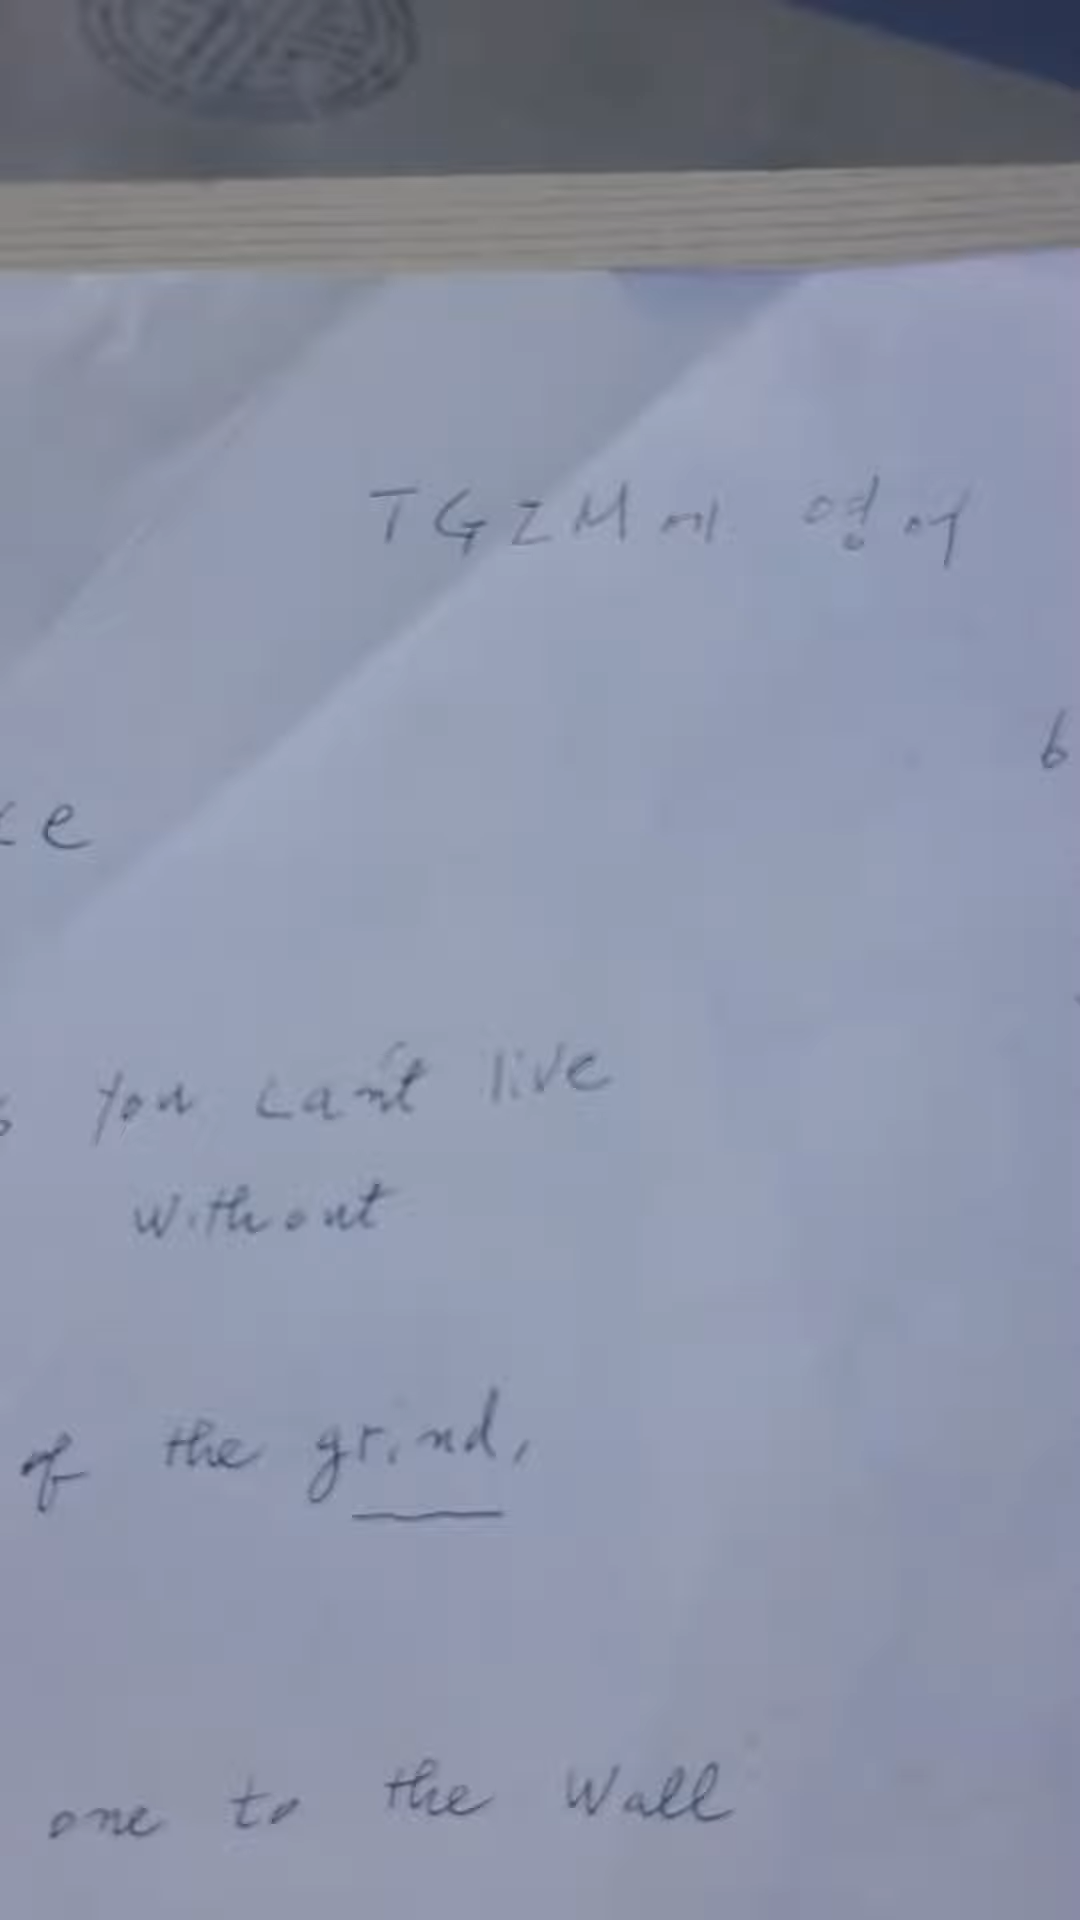 TGZM에 영어
6
ce
you can't live
without
of the grind,
one to the Wall